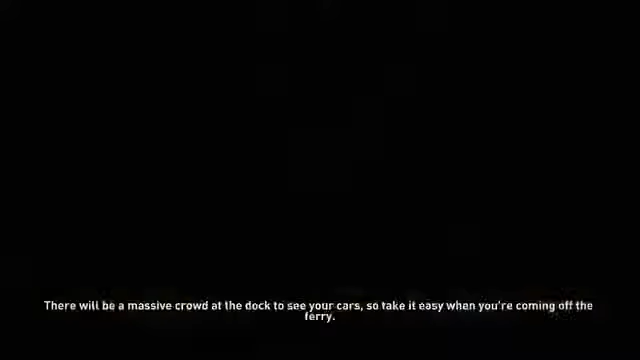 There will be a massive crowd at the dock to see your cars, so take it easy when you're coming off the
ferry.